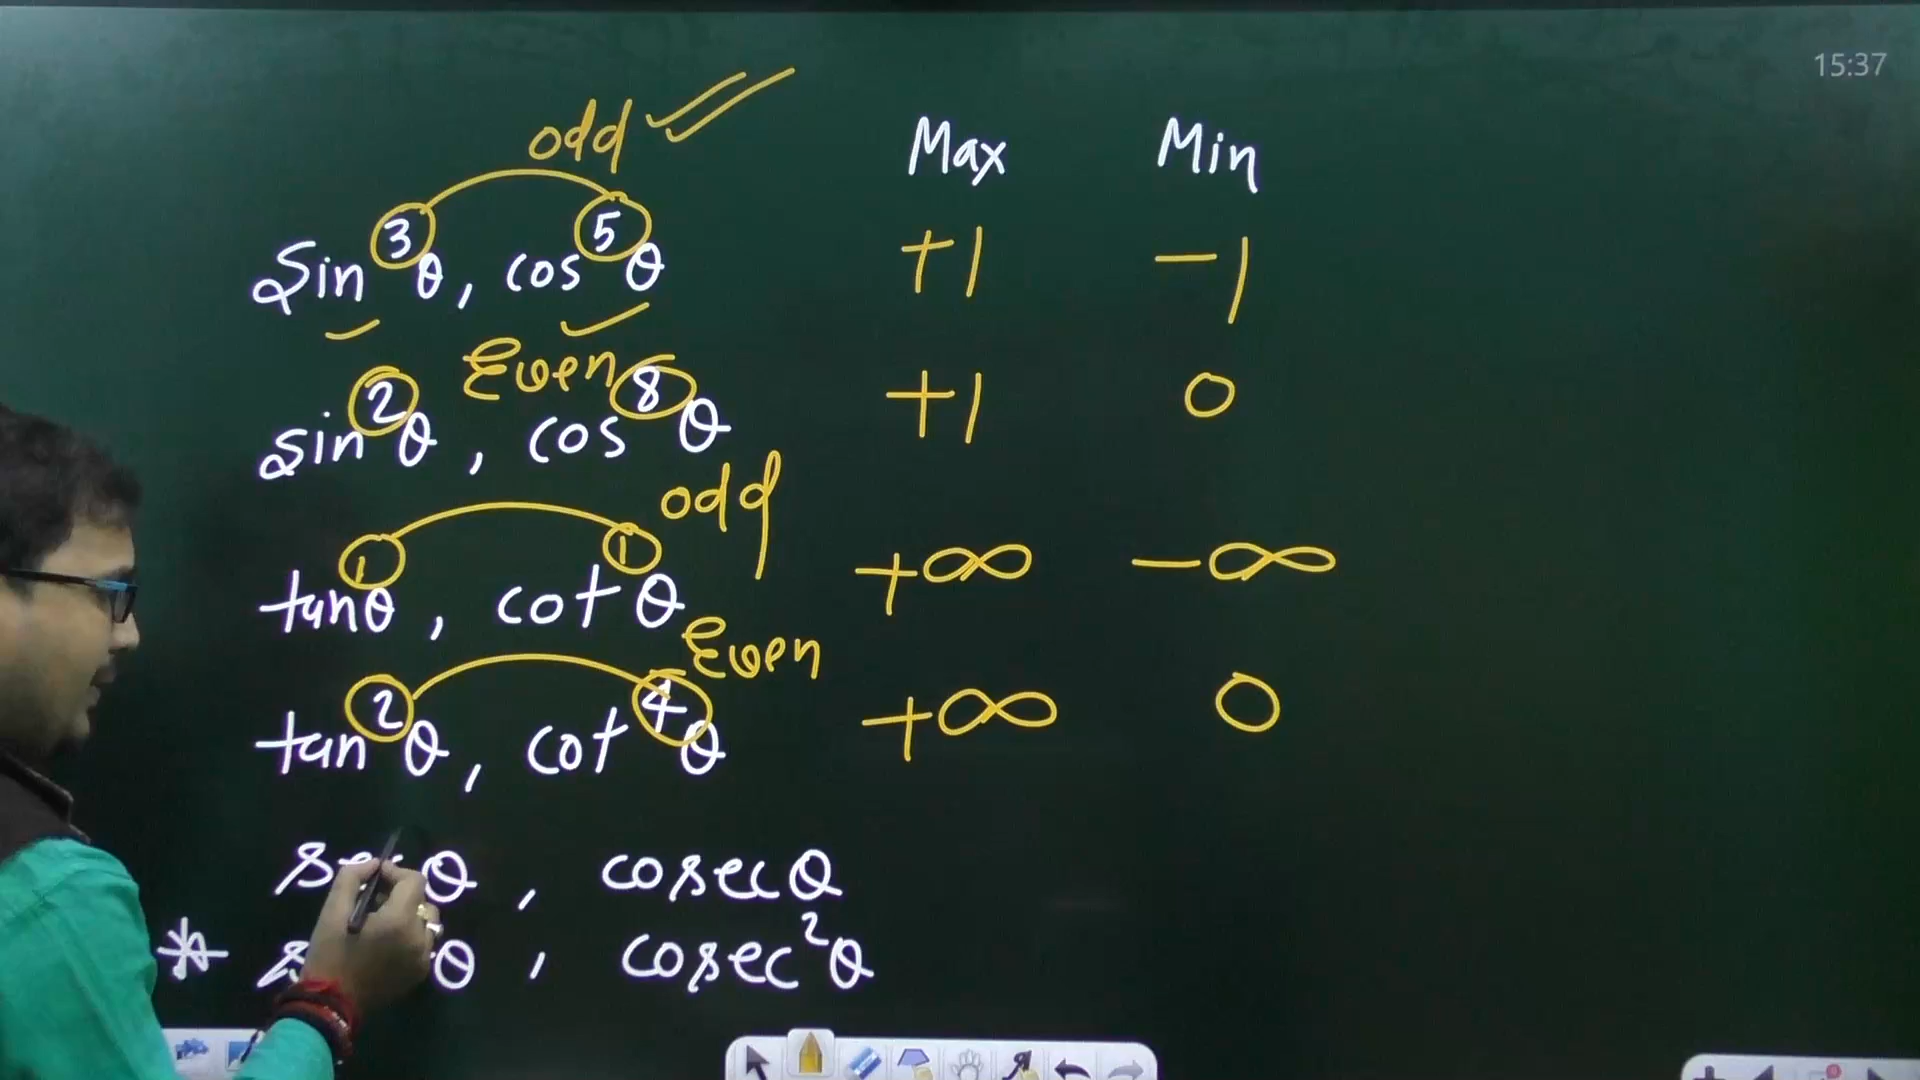 15:37
odd Max Min
sin³θ, cos⁵θ +1 -1
Even
sin²θ, cos⁸θ +1 0
odd
tan¹θ, cot¹θ +∞ -∞
Even
tan²θ, cot⁴θ +∞ 0
θ, cosecθ
* θ, cosec²θ